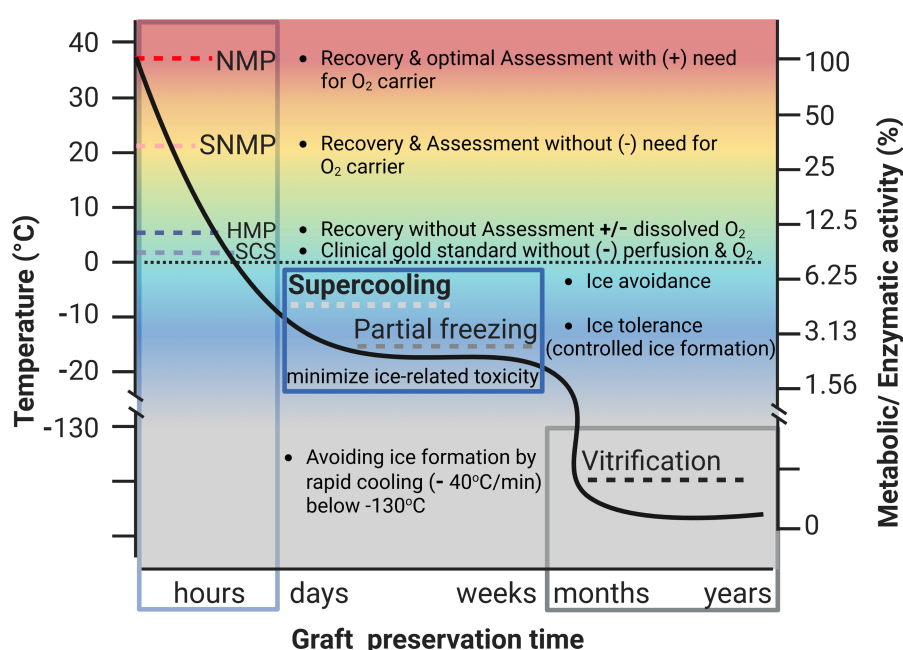 40
30
20
10
0
-10
-20
-130
Temperature (°C)
NMP
• Recovery & optimal Assessment with (+) need
for O₂ carrier
SNMP
• Recovery & Assessment without (-) need for
O₂ carrier
HMP
• Recovery without Assessment +/- dissolved O₂
SCS
• Clinical gold standard without (-) perfusion & O₂
Supercooling
• Ice avoidance
Partial freezing
• Ice tolerance
(controlled ice formation)
minimize ice-related toxicity
• Avoiding ice formation by
rapid cooling (- 40°C/min)
below -130°C
Vitrification
100
50
25
12.5
6.25
3.13
1.56
0
Metabolic/ Enzymatic activity (%)
hours days weeks months years
Graft preservation time